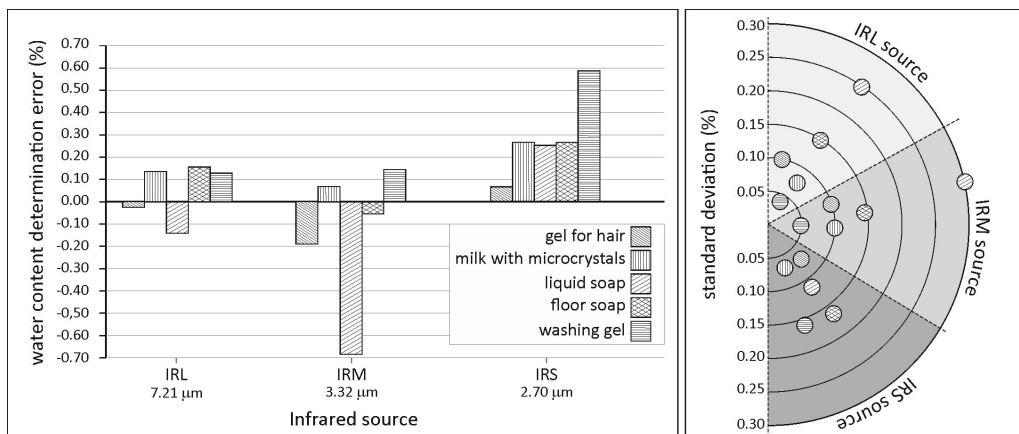 water content determination error (%)
0.70
0.60
0.50
0.40
0.30
0.20
0.10
0.00
-0.10
-0.20
-0.30
-0.40
-0.50
-0.60
-0.70
gel for hair
milk with microcrystals
liquid soap
floor soap
washing gel
IRL
7.21 μm
IRM
3.32 μm
IRS
2.70 μm
Infrared source
standard deviation (%)
0.30
0.25
0.20
0.15
0.10
0.05
0.05
0.10
0.15
0.20
0.25
0.30
IRL source
IRM source
IRS source